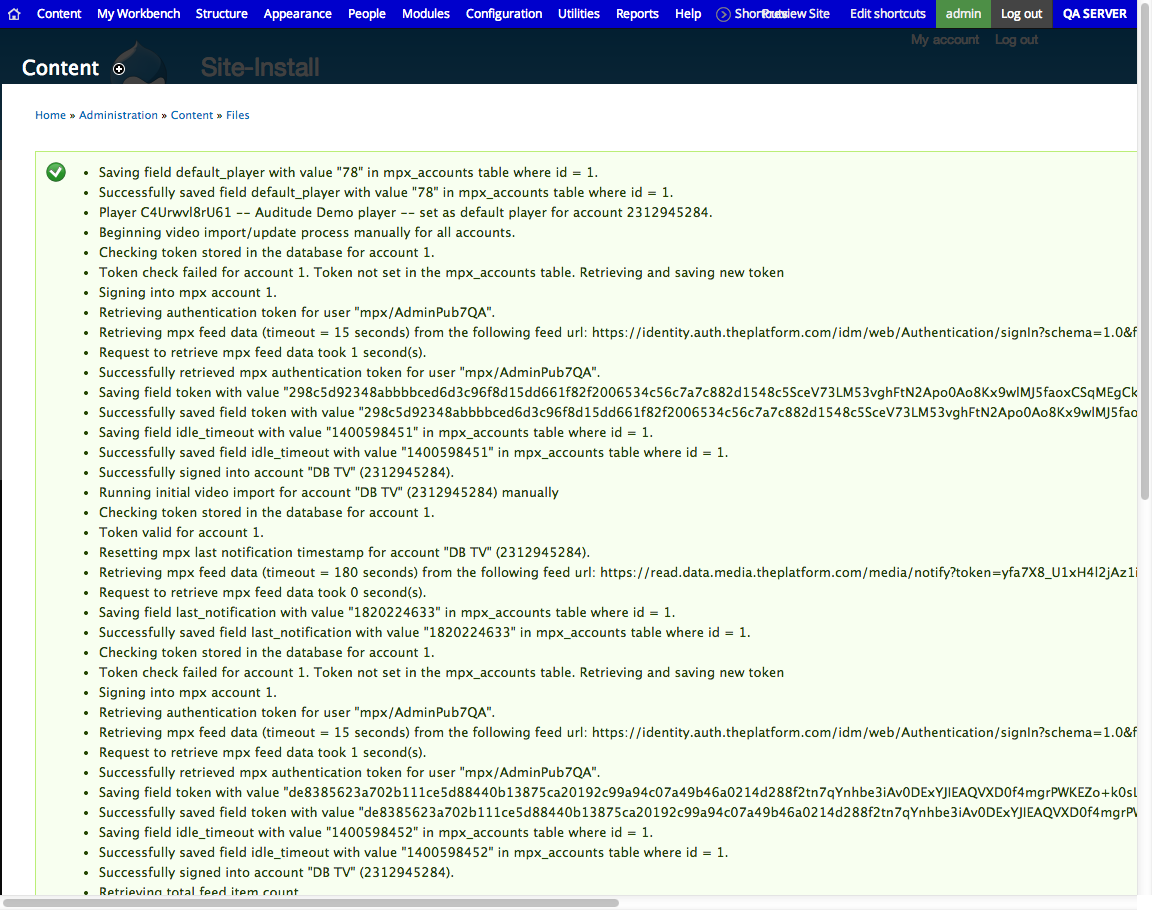 Content My Workbench Structure Appearance People Modules Configuration Utilities Reports Help Shortcuts Preview Site Edit shortcuts admin Log out QA SERVER
My account Log out
Content Site-Install
Home » Administration » Content » Files
Saving field default_player with value "78" in mpx_accounts table where id = 1.
Successfully saved field default_player with value "78" in mpx_accounts table where id = 1.
Player C4Urwvl8rU61 -- Auditude Demo player -- set as default player for account 2312945284.
Beginning video import/update process manually for all accounts.
Checking token stored in the database for account 1.
Token check failed for account 1. Token not set in the mpx_accounts table. Retrieving and saving new token
Signing into mpx account 1.
Retrieving authentication token for user "mpx/AdminPub7QA".
Retrieving mpx feed data (timeout = 15 seconds) from the following feed url: https://identity.auth.theplatform.com/idm/web/Authentication/signIn?schema=1.0&f
Request to retrieve mpx feed data took 1 second(s).
Successfully retrieved mpx authentication token for user "mpx/AdminPub7QA".
Saving field token with value "298c5d92348abbbbced6d3c96f8d15dd661f82f2006534c56c7a7c882d1548c5SceV73LM53vghFtN2Apo0Ao8Kx9wlMJ5faoxCSqMEgCk
Successfully saved field token with value "298c5d92348abbbbced6d3c96f8d15dd661f82f2006534c56c7a7c882d1548c5SceV73LM53vghFtN2Apo0Ao8Kx9wlMJ5fao
Saving field idle_timeout with value "1400598451" in mpx_accounts table where id = 1.
Successfully saved field idle_timeout with value "1400598451" in mpx_accounts table where id = 1.
Successfully signed into account "DB TV" (2312945284).
Running initial video import for account "DB TV" (2312945284) manually
Checking token stored in the database for account 1.
Token valid for account 1.
Resetting mpx last notification timestamp for account "DB TV" (2312945284).
Retrieving mpx feed data (timeout = 180 seconds) from the following feed url: https://read.data.media.theplatform.com/media/notify?token=yfa7X8_U1xH4l2jAz1i
Request to retrieve mpx feed data took 0 second(s).
Saving field last_notification with value "1820224633" in mpx_accounts table where id = 1.
Successfully saved field last_notification with value "1820224633" in mpx_accounts table where id = 1.
Checking token stored in the database for account 1.
Token check failed for account 1. Token not set in the mpx_accounts table. Retrieving and saving new token
Signing into mpx account 1.
Retrieving authentication token for user "mpx/AdminPub7QA".
Retrieving mpx feed data (timeout = 15 seconds) from the following feed url: https://identity.auth.theplatform.com/idm/web/Authentication/signIn?schema=1.0&f
Request to retrieve mpx feed data took 1 second(s).
Successfully retrieved mpx authentication token for user "mpx/AdminPub7QA".
Saving field token with value "de8385623a702b111ce5d88440b13875ca20192c99a94c07a49b46a0214d288f2tn7qYnhbe3iAv0DExYJIEAQVXD0f4mgrPWKEZo+k0sL
Successfully saved field token with value "de8385623a702b111ce5d88440b13875ca20192c99a94c07a49b46a0214d288f2tn7qYnhbe3iAv0DExYJIEAQVXD0f4mgrPW
Saving field idle_timeout with value "1400598452" in mpx_accounts table where id = 1.
Successfully saved field idle_timeout with value "1400598452" in mpx_accounts table where id = 1.
Successfully signed into account "DB TV" (2312945284).
Retrieving total feed item count